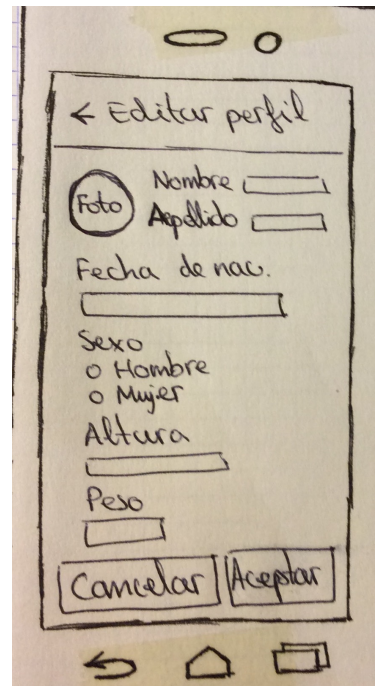 ← Editar perfil
Foto
Nombre
Apellido
Fecha de nac.
Sexo
o Hombre
o Mujer
Altura
Peso
Cancelar
Aceptar